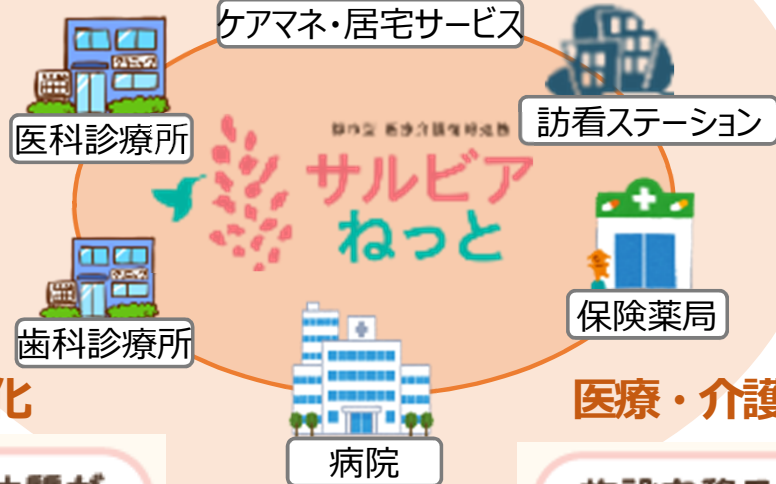 ケアマネ・居宅サービス
医科診療所
訪看ステーション
サルビア
ねっと
保険薬局
歯科診療所
化
医療・介護
病院